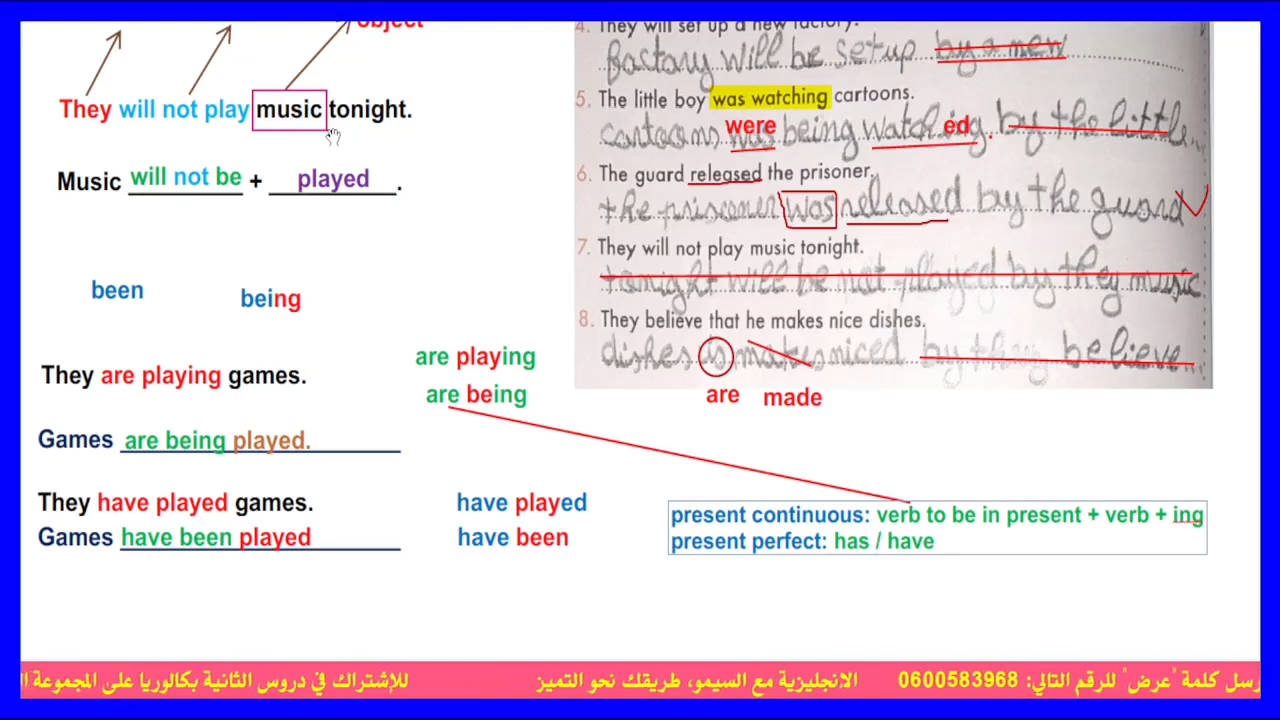 object
They will not play music tonight.
Music will not be + played .
been being
They are playing games.
are playing
are being
Games are being played.
They have played games.
have played
Games have been played
have been
4. They will set up a new factory.
factory will be set up by a new
5. The little boy was watching cartoons.
were ed .
cartoons was being watching by the little
6. The guard released the prisoner.
the prisoner was released by the guard
7. They will not play music tonight.
tonight will be not played by they music
8. They believe that he makes nice dishes.
dishes is makes niced by they believe
are made
present continuous: verb to be in present + verb + ing
present perfect: has / have
رسل كلمة "عرض" للرقم التالي: 0600583968 الانجليزية مع السيمو، طريقك نحو التميز للإشتراك في دروس الثانية بكالوريا على المجموعة ا